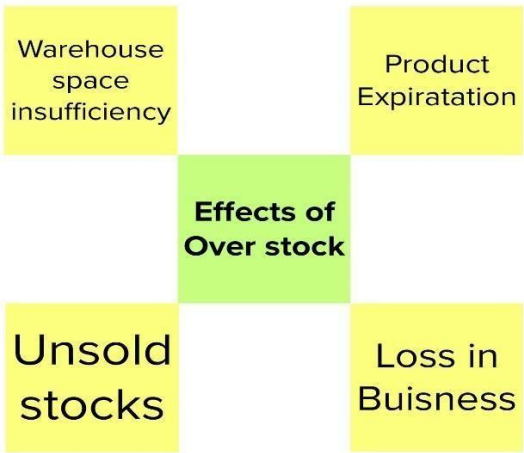 Warehouse
space
insufficiency
Product
Expiratation
Effects of
Over stock
Unsold
stocks
Loss in
Buisness